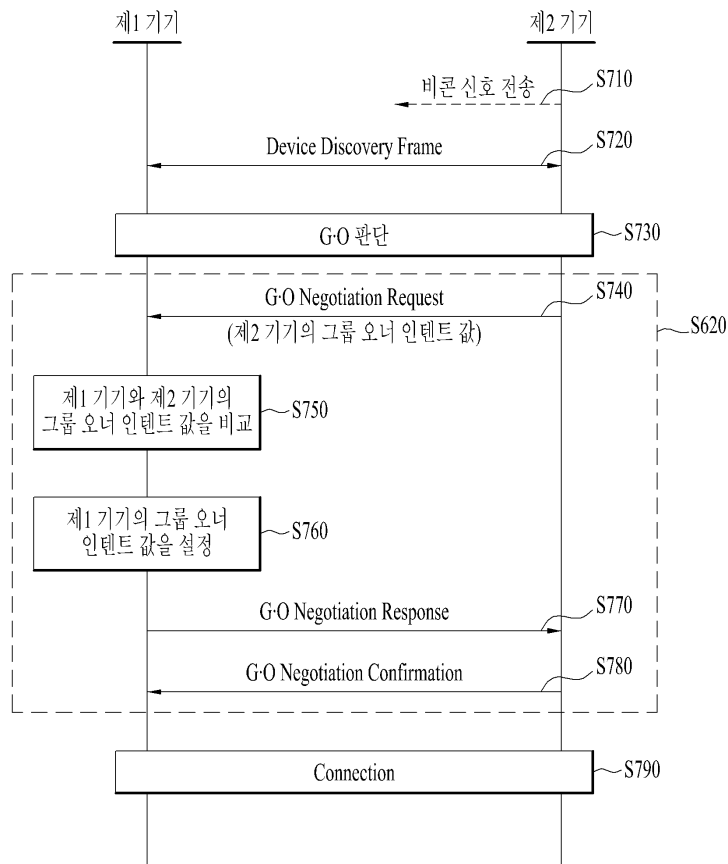 제1 기기
제2 기기
비콘 신호 전송
S710
Device Discovery Frame
S720
G·O 판단
S730
G·O Negotiation Request
S740
(제2 기기의 그룹 오너 인텐트 값)
S620
제1 기기와 제2 기기의
그룹 오너 인텐트 값을 비교
S750
제1 기기의 그룹 오너
인텐트 값을 설정
S760
G·O Negotiation Response
S770
G·O Negotiation Confirmation
S780
Connection
S790